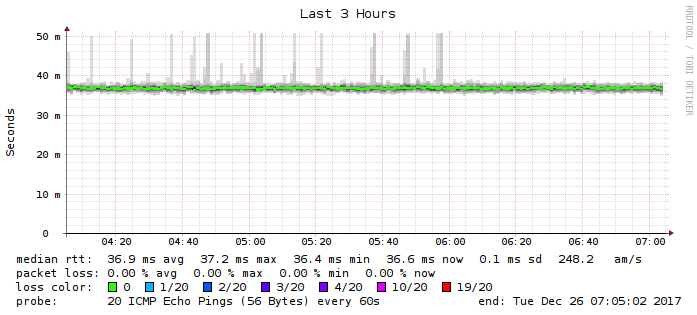 Last 3 Hours
RRDTOOL / TOBI OETIKER
Seconds
50 m
40 m
30 m
20 m
10 m
0
04:20 04:40 05:00 05:20 05:40 06:00 06:20 06:40 07:00
median rtt: 36.9 ms avg 37.2 ms max 36.4 ms min 36.6 ms now 0.1 ms sd 248.2 am/s
packet loss: 0.00 % avg 0.00 % max 0.00 % min 0.00 % now
loss color: 0 1/20 2/20 3/20 4/20 10/20 19/20
probe: 20 ICMP Echo Pings (56 Bytes) every 60s end: Tue Dec 26 07:05:02 2017